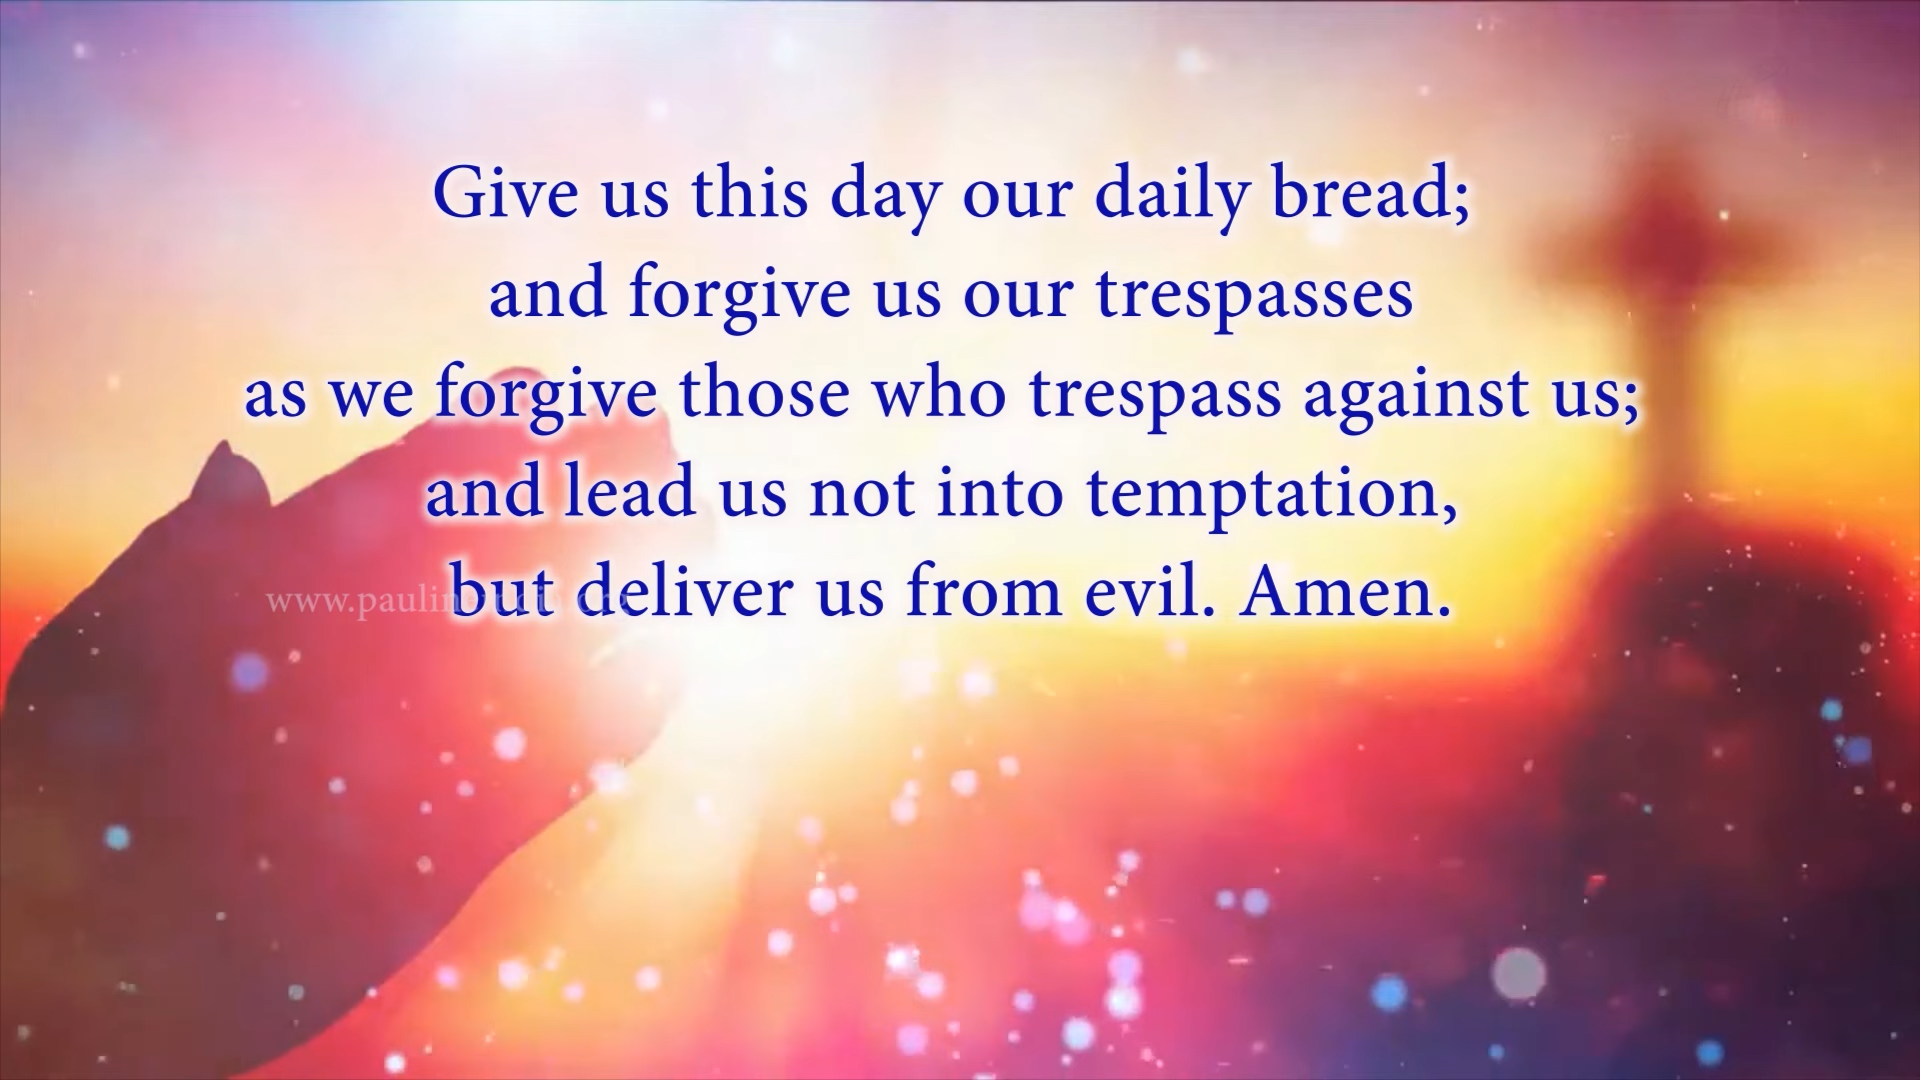 Give us this day our daily bread;
and forgive us our trespasses
as we forgive those who trespass against us;
and lead us not into temptation,
but deliver us from evil. Amen.